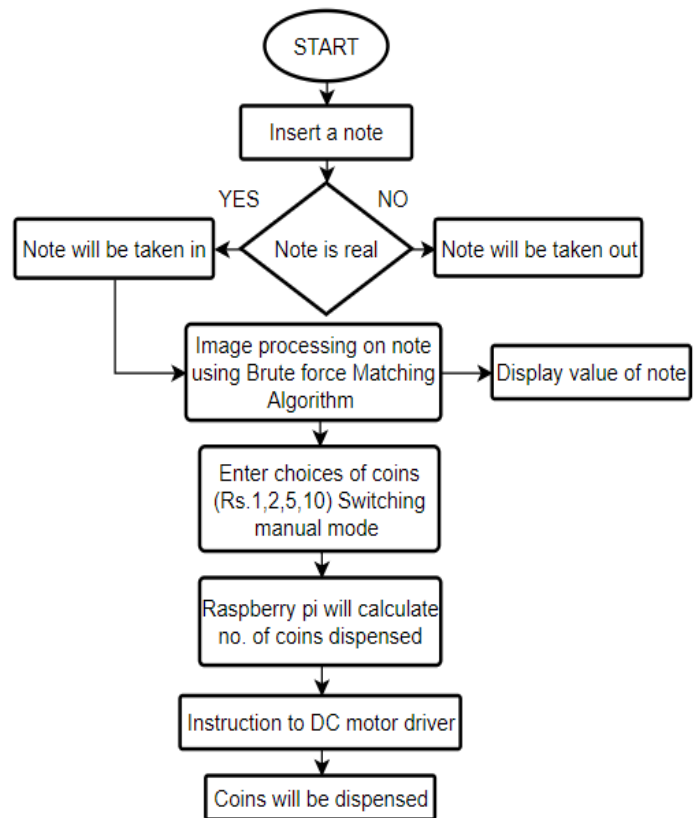 START
Insert a note
YES
NO
Note will be taken in
Note is real
Note will be taken out
Image processing on note
using Brute force Matching
Algorithm
Display value of note
Enter choices of coins
(Rs.1,2,5,10) Switching
manual mode
Raspberry pi will calculate
no. of coins dispensed
Instruction to DC motor driver
Coins will be dispensed